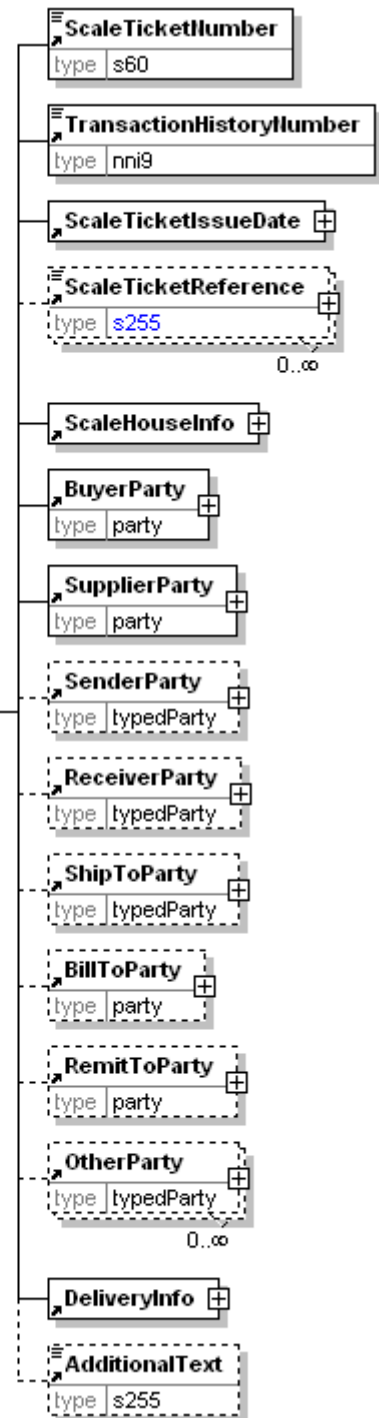 ScaleTicketNumber
type s60
TransactionHistoryNumber
type nni9
ScaleTicketIssueDate
ScaleTicketReference
type s255
0..∞
ScaleHouseInfo
BuyerParty
type party
SupplierParty
type party
SenderParty
type typedParty
ReceiverParty
type typedParty
ShipToParty
type typedParty
BillToParty
type party
RemitToParty
type party
OtherParty
type typedParty
0..∞
DeliveryInfo
AdditionalText
type s255